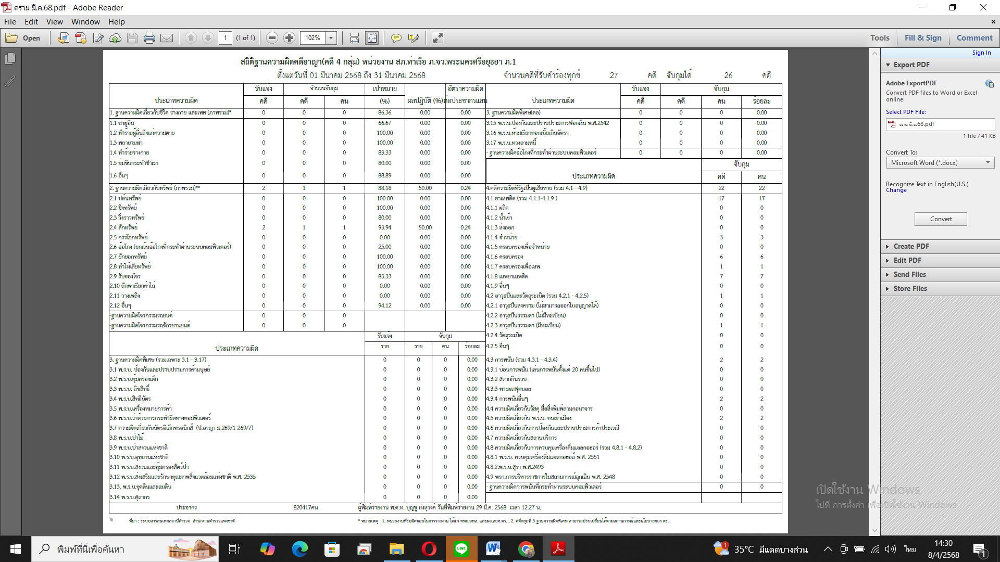 คราม มี.ค.68.pdf - Adobe Reader
File Edit View Window Help
Open 1 (1 of 1) 102% Tools Fill & Sign Comment
สถิติฐานความผิดคดีอาญา(คดี 4 กลุ่ม) หน่วยงาน สภ.ท่าเรือ ภ.จว.พระนครศรีอยุธยา ภ.1
ตั้งแต่วันที่ 01 มีนาคม 2568 ถึง 31 มีนาคม 2568 จำนวนคดีที่รับคำร้องทุกข์ 27 คดี จับกุมได้ 26 คดี
ประเภทความผิด รับแจ้ง จำนวนจับกุม เป้าหมาย ผลปฏิบัติ (%) อัตราความผิด
คดี คดี คน (%) ต่อประชากรแสน
1. ฐานความผิดเกี่ยวกับชีวิต ร่างกาย และเพศ (ภาพรวม)* 0 0 0 86.36 0.00 0.00
1.1 ฆ่าผู้อื่น 0 0 0 66.67 0.00 0.00
1.2 ทำร้ายผู้อื่นถึงแก่ความตาย 0 0 0 100.00 0.00 0.00
1.3 พยายามฆ่า 0 0 0 100.00 0.00 0.00
1.4 ทำร้ายร่างกาย 0 0 0 83.33 0.00 0.00
1.5 ข่มขืนกระทำชำเรา 0 0 0 80.00 0.00 0.00
1.6 อื่นๆ 0 0 0 88.89 0.00 0.00
2. ฐานความผิดเกี่ยวกับทรัพย์ (ภาพรวม)** 2 1 1 88.18 50.00 0.24
2.1 ปล้นทรัพย์ 0 0 0 100.00 0.00 0.00
2.2 ชิงทรัพย์ 0 0 0 100.00 0.00 0.00
2.3 วิ่งราวทรัพย์ 0 0 0 80.00 0.00 0.00
2.4 ลักทรัพย์ 2 1 1 93.94 50.00 0.24
2.5 กรรโชกทรัพย์ 0 0 0 0.00 0.00 0.00
2.6 ฉ้อโกง (ยกเว้นฉ้อโกงที่กระทำผ่านระบบคอมพิวเตอร์) 0 0 0 25.00 0.00 0.00
2.7 ยักยอกทรัพย์ 0 0 0 100.00 0.00 0.00
2.8 ทำให้เสียทรัพย์ 0 0 0 100.00 0.00 0.00
2.9 รับของโจร 0 0 0 83.33 0.00 0.00
2.10 ลักพาเรียกค่าไถ่ 0 0 0 0.00 0.00 0.00
2.11 วางเพลิง 0 0 0 0.00 0.00 0.00
2.12 อื่นๆ 0 0 0 94.12 0.00 0.00
-ฐานความผิดโจรกรรมรถยนต์ 0 0 0
-ฐานความผิดโจรกรรมรถจักรยานยนต์ 0 0 0
ประเภทความผิด รับแจ้ง จับกุม
ราย ราย คน ร้อยละ
3. ฐานความผิดพิเศษ (รวมเฉพาะ 3.1 - 3.17) 0 0 0 0.00
3.1 พ.ร.บ. ป้องกันและปราบปรามการค้ามนุษย์ 0 0 0 0.00
3.2 พ.ร.บ.คุ้มครองเด็ก 0 0 0 0.00
3.3 พ.ร.บ. ลิขสิทธิ์ 0 0 0 0.00
3.4 พ.ร.บ.สิทธิบัตร 0 0 0 0.00
3.5 พ.ร.บ.เครื่องหมายการค้า 0 0 0 0.00
3.6 พ.ร.บ.ว่าด้วยการกระทำผิดทางคอมพิวเตอร์ 0 0 0 0.00
3.7 ความผิดเกี่ยวกับบัตรอิเล็กทรอนิกส์ (ป.อาญา ม.269/1-269/7) 0 0 0 0.00
3.8 พ.ร.บ.ป่าไม้ 0 0 0 0.00
3.9 พ.ร.บ.ป่าสงวนแห่งชาติ 0 0 0 0.00
3.10 พ.ร.บ.อุทยานแห่งชาติ 0 0 0 0.00
3.11 พ.ร.บ.สงวนและคุ้มครองสัตว์ป่า 0 0 0 0.00
3.12 พ.ร.บ.ส่งเสริมและรักษาคุณภาพสิ่งแวดล้อมแห่งชาติ พ.ศ. 2535 0 0 0 0.00
3.13. พ.ร.บ.ขุดดินและถมดิน 0 0 0 0.00
3.14 พ.ร.บ.ศุลากร 0 0 0 0.00
ประเภทความผิด รับแจ้ง จับกุม
คดี คดี คน ร้อยละ
3. ฐานความผิดพิเศษ(ต่อ) 0 0 0 0.00
3.15 พ.ร.บ.ป้องกันและปราบปรามการฟอกเงิน พ.ศ.2542 0 0 0 0.00
3.16 พ.ร.บ.ห้ามเรียกดอกเบี้ยเกินอัตรา 0 0 0 0.00
3.17 พ.ร.บ.ทวงถามหนี้ 0 0 0 0.00
- ฐานความผิดฉ้อโกงที่กระทำผ่านระบบคอมพิวเตอร์ 0 0 0 0.00
ประเภทความผิด จับกุม
คดี คน
4.คดีความผิดที่รัฐเป็นผู้เสียหาย (รวม 4.1 - 4.9) 22 22
4.1 ยาเสพติด (รวม 4.1.1-4.1.9 ) 17 17
4.1.1 ผลิต 0 0
4.1.2 นำเข้า 0 0
4.1.3 ส่งออก 0 0
4.1.4 จำหน่าย 3 3
4.1.5 ครอบครองเพื่อจำหน่าย 0 0
4.1.6 ครอบครอง 6 6
4.1.7 ครอบครองเพื่อเสพ 1 1
4.1.8 เสพยาเสพติด 7 7
4.1.9 อื่นๆ 0 0
4.2 อาวุธปืนและวัตถุระเบิด (รวม 4.2.1 - 4.2.5) 1 1
4.2.1 อาวุธปืนสงคราม (ไม่สามารถออกใบอนุญาตได้) 0 0
4.2.2 อาวุธปืนธรรมดา (ไม่มีทะเบียน) 0 0
4.2.3 อาวุธปืนธรรมดา (มีทะเบียน) 1 1
4.2.4 วัตถุระเบิด 0 0
4.2.5 อื่นๆ 0 0
4.3 การพนัน (รวม 4.3.1 - 4.3.4) 2 2
4.3.1 บ่อนการพนัน (เล่นการพนันตั้งแต่ 20 คนขึ้นไป) 0 0
4.3.2 สลากกินรวบ 0 0
4.3.3 ทายผลฟุตบอล 0 0
4.3.4 การพนันอื่นๆ 2 2
4.4 ความผิดเกี่ยวกับวัสดุ สื่อสิ่งพิมพ์ลามกอนาจาร 0 0
4.5 ความผิดเกี่ยวกับ พ.ร.บ. คนเข้าเมือง 2 2
4.6 ความผิดเกี่ยวกับการป้องกันและปราบปรามการค้าประเวณี 0 0
4.7 ความผิดเกี่ยวกับสถานบริการ 0 0
4.8 ความผิดเกี่ยวกับการควบคุมเครื่องดื่มแอลกอฮอร์ (รวม 4.8.1 - 4.8.2) 0 0
4.8.1 พ.ร.บ. ควบคุมเครื่องดื่มแอลกอฮอล์ พ.ศ. 2551 0 0
4.8.2.พ.ร.บ.สุรา พ.ศ.2493 0 0
4.9 พรก.การบริหารราชการในสถานการณ์ฉุกเฉิน พ.ศ. 2548 0 0
- ฐานความผิดการพนันที่กระทำผ่านระบบคอมพิวเตอร์ 0 0
ประชากร 820417คน ผู้พิมพ์รายงาน พ.ต.ท. บุญชู สงสุวงค์ วันที่พิมพ์รายงาน 29 มี.ค. 2568 เวลา 12:27 น.
ที่มา : ระบบสารสนเทศสถานีตำรวจ สำนักงานตำรวจแห่งชาติ * หมายเหตุ 1. หน่วยงานที่รับผิดชอบในการรายงาน ได้แก่ ศทก.สทส. และผอ.สยศ.ตร. , 2. คดีกลุ่มที่ 3 ฐานความผิดพิเศษ สามารถปรับเปลี่ยนได้ตามสถานการณ์และนโยบายของ ตร.
Sign In
Export PDF
Adobe ExportPDF
Convert PDF files to Word or Excel
online.
Select PDF File:
คราม มี.ค.68.pdf
1 file / 41 KB
Convert To:
Microsoft Word (*.docx)
Recognize Text in English(U.S.)
Change
Convert
Create PDF
Edit PDF
Send Files
Store Files
เปิดใช้งาน Windows
ไปที่ การตั้งค่า เพื่อเปิดใช้งาน Windows
พิมพ์ที่นี่เพื่อค้นหา LINE 1 35°C มีแดดบางส่วน ไทย 14:30
8/4/2568 1